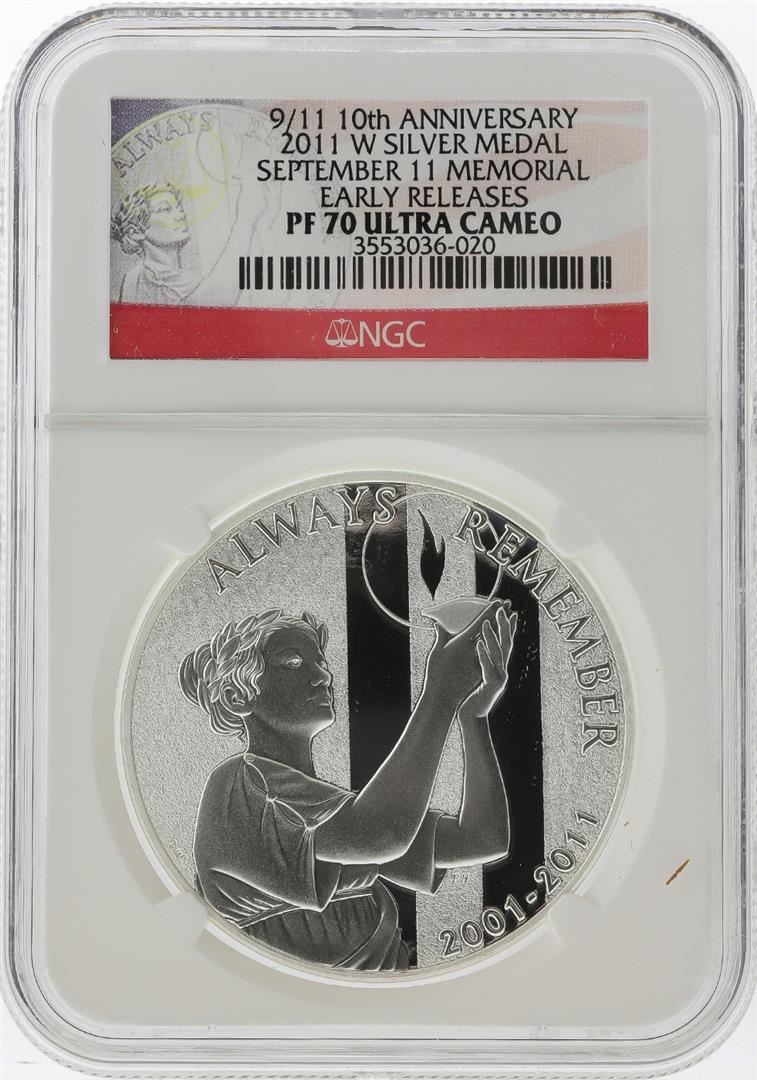 9/11 10th ANNIVERSARY
2011 W SILVER MEDAL
SEPTEMBER 11 MEMORIAL
EARLY RELEASES
PF 70 ULTRA CAMEO
3553036-020
NGC
ALWAYS
ALWAYS REMEMBER
2001-2011